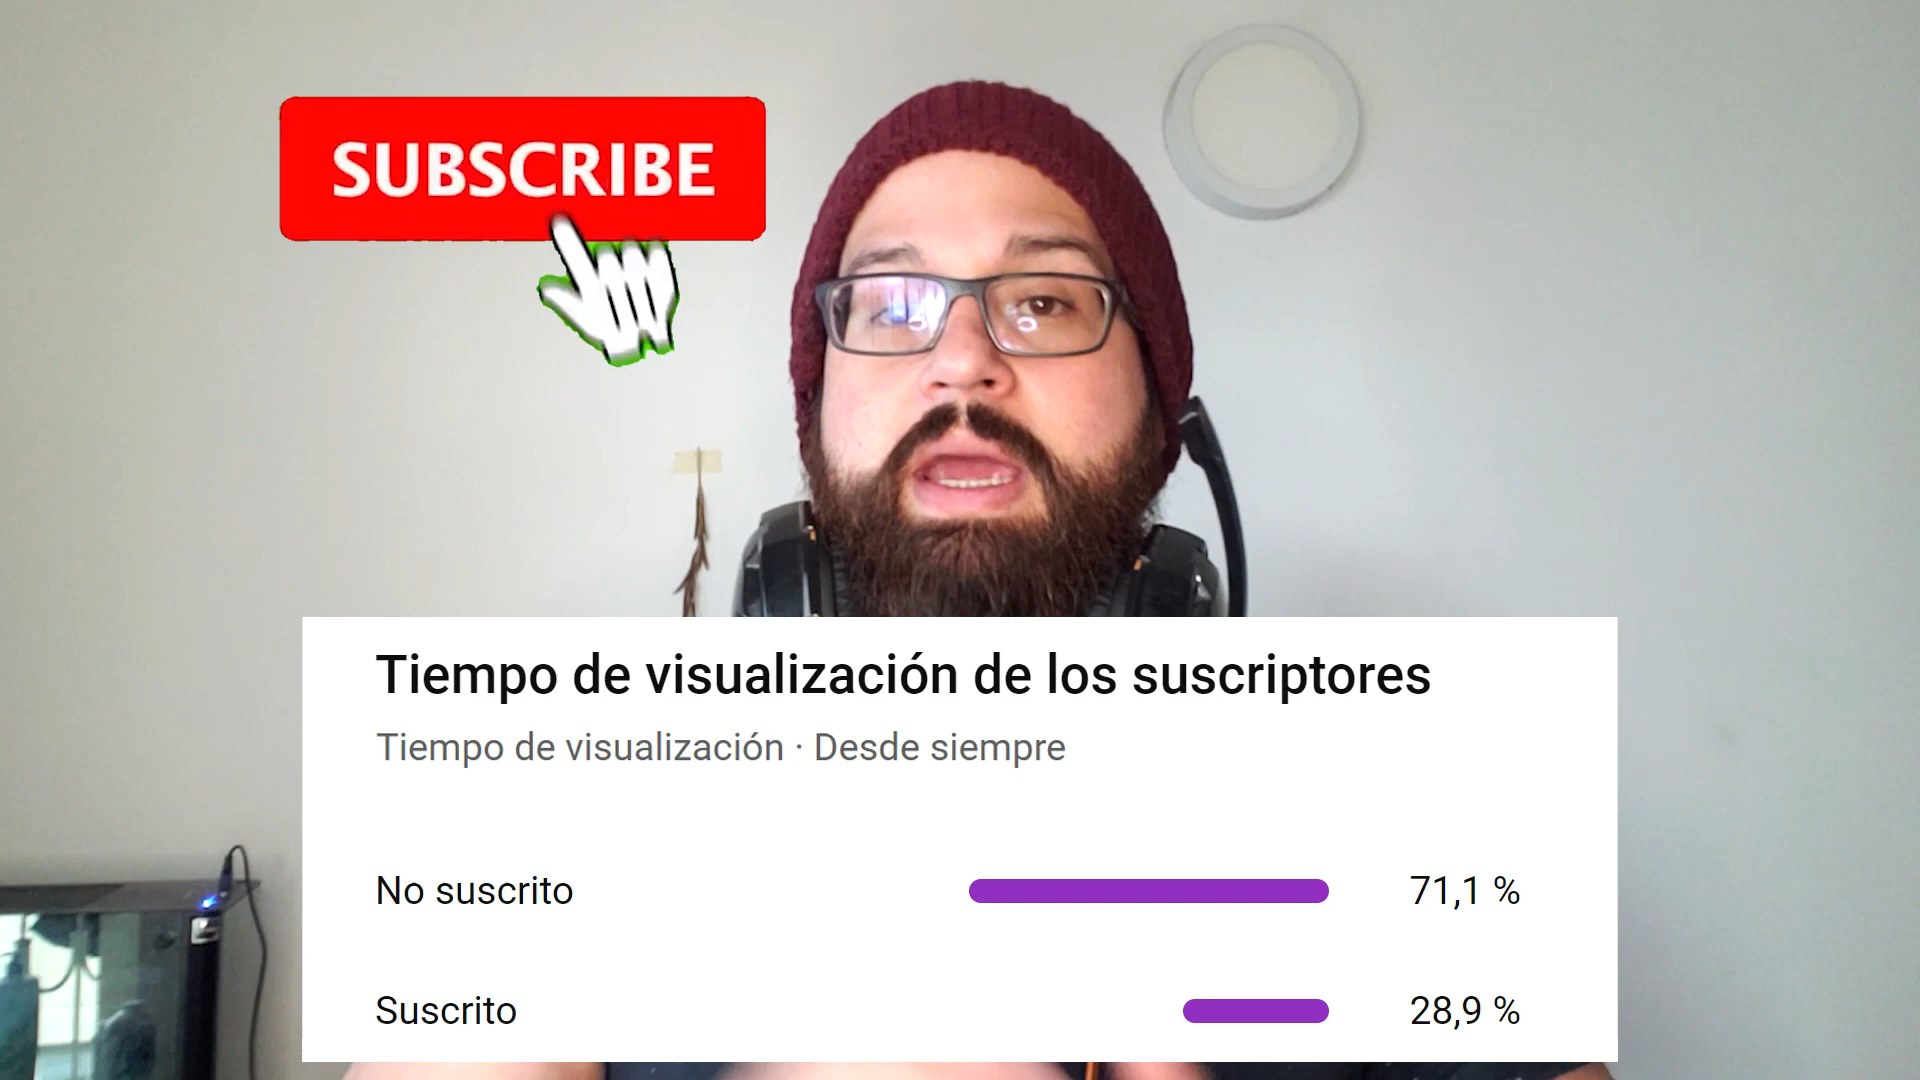 SUBSCRIBE
Tiempo de visualización de los suscriptores
Tiempo de visualización · Desde siempre
No suscrito 71,1 %
Suscrito 28,9 %